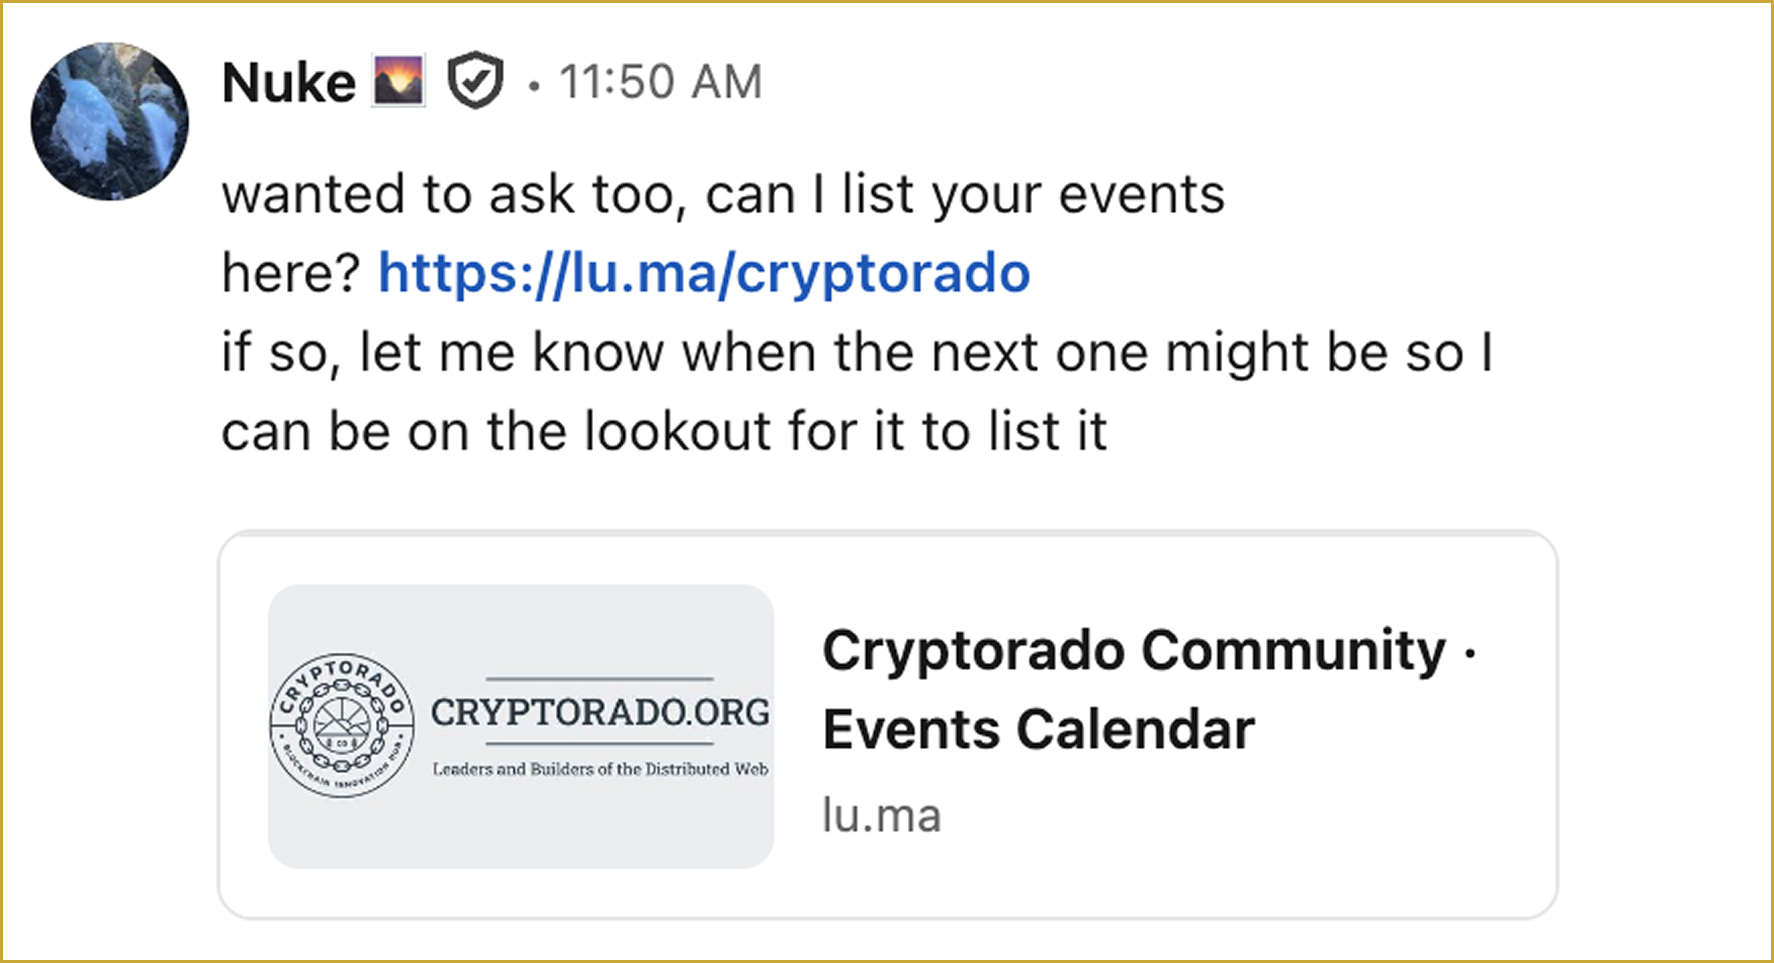 Nuke • 11:50 AM
wanted to ask too, can I list your events
here? https://lu.ma/cryptorado
if so, let me know when the next one might be so I
can be on the lookout for it to list it
CRYPTORADO
CO
BLOCKCHAIN INNOVATION HUB
CRYPTORADO.ORG
Leaders and Builders of the Distributed Web
Cryptorado Community ·
Events Calendar
lu.ma